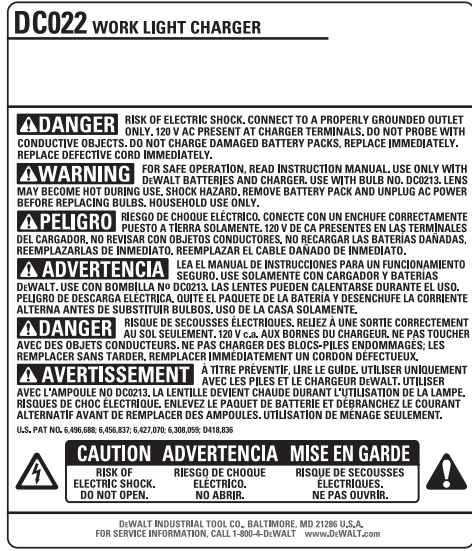 DC022 WORK LIGHT CHARGER
DANGER RISK OF ELECTRIC SHOCK. CONNECT TO A PROPERLY GROUNDED OUTLET
ONLY. 120 V AC PRESENT AT CHARGER TERMINALS. DO NOT PROBE WITH
CONDUCTIVE OBJECTS. DO NOT CHARGE DAMAGED BATTERY PACKS, REPLACE IMMEDIATELY.
REPLACE DEFECTIVE CORD IMMEDIATELY.
WARNING FOR SAFE OPERATION, READ INSTRUCTION MANUAL. USE ONLY WITH
DEWALT BATTERIES AND CHARGER. USE WITH BULB NO. DC0213. LENS
MAY BECOME HOT DURING USE. SHOCK HAZARD. REMOVE BATTERY PACK AND UNPLUG AC POWER
BEFORE REPLACING BULBS. HOUSEHOLD USE ONLY.
PELIGRO RIESGO DE CHOQUE ELÉCTRICO. CONECTE CON UN ENCHUFE CORRECTAMENTE
PUESTO A TIERRA SOLAMENTE. 120 V DE CA PRESENTES EN LAS TERMINALES
DEL CARGADOR. NO REVISAR CON OBJETOS CONDUCTORES. NO RECARGAR LAS BATERÍAS DAÑADAS,
REEMPLAZARLAS DE INMEDIATO. REEMPLAZAR EL CABLE DAÑADO DE INMEDIATO.
ADVERTENCIA LEA EL MANUAL DE INSTRUCCIONES PARA UN FUNCIONAMIENTO
SEGURO. USE SOLAMENTE CON CARGADOR Y BATERÍAS
DEWALT. USE CON BOMBILLA Nº DC0213. LAS LENTES PUEDEN CALENTARSE DURANTE EL USO.
PELIGRO DE DESCARGA ELÉCTRICA. QUITE EL PAQUETE DE LA BATERÍA Y DESENCHUFE LA CORRIENTE
ALTERNA ANTES DE SUBSTITUIR BULBOS. USO DE LA CASA SOLAMENTE.
DANGER RISQUE DE SECOUSSES ÉLECTRIQUES. RELIEZ À UNE SORTIE CORRECTEMENT
AU SOL SEULEMENT. 120 V c.a. AUX BORNES DU CHARGEUR. NE PAS TOUCHER
AVEC DES OBJETS CONDUCTEURS. NE PAS CHARGER DES BLOCS-PILES ENDOMMAGÉS; LES
REMPLACER SANS TARDER. REMPLACER IMMÉDIATEMENT UN CORDON DÉFECTUEUX.
AVERTISSEMENT À TITRE PRÉVENTIF, LIRE LE GUIDE. UTILISER UNIQUEMENT
AVEC LES PILES ET LE CHARGEUR DEWALT. UTILISER
AVEC L'AMPOULE NO DC0213. LA LENTILLE DEVIENT CHAUDE DURANT L'UTILISATION DE LA LAMPE.
RISQUES DE CHOC ÉLECTRIQUE. ENLEVEZ LE PAQUET DE BATTERIE ET DÉBRANCHEZ LE COURANT
ALTERNATIF AVANT DE REMPLACER DES AMPOULES. UTILISATION DE MÉNAGE SEULEMENT.
U.S. PAT NO. 6,496,688; 6,456,837; 6,427,070; 6,308,059; D418,836
CAUTION ADVERTENCIA MISE EN GARDE
RISK OF RIESGO DE CHOQUE RISQUE DE SECOUSSES
ELECTRIC SHOCK. ELÉCTRICO. ÉLECTRIQUES.
DO NOT OPEN. NO ABRIR. NE PAS OUVRIR.
DEWALT INDUSTRIAL TOOL CO., BALTIMORE, MD 21286 U.S.A.
FOR SERVICE INFORMATION, CALL 1-800-4-DEWALT www.DEWALT.com